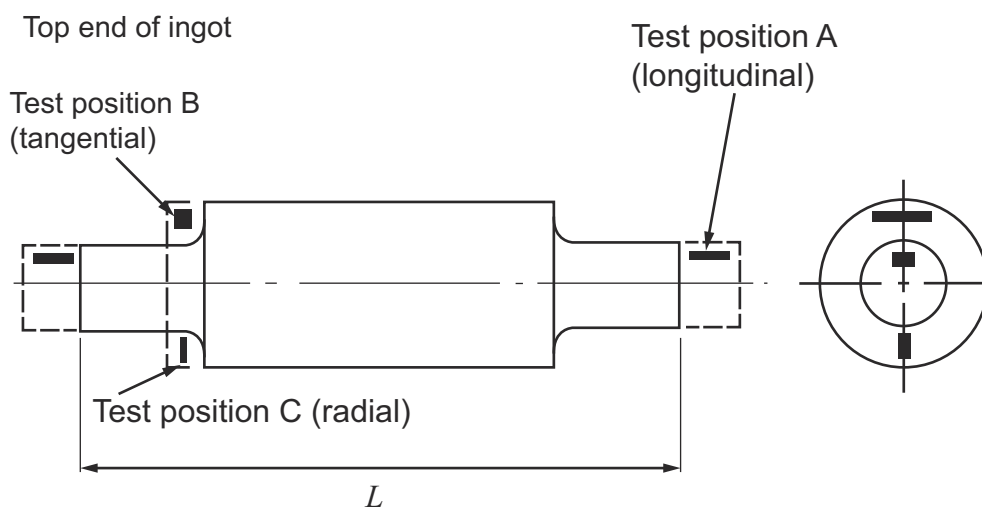 Top end of ingot
Test position A
(longitudinal)
Test position B
(tangential)
Test position C (radial)
L